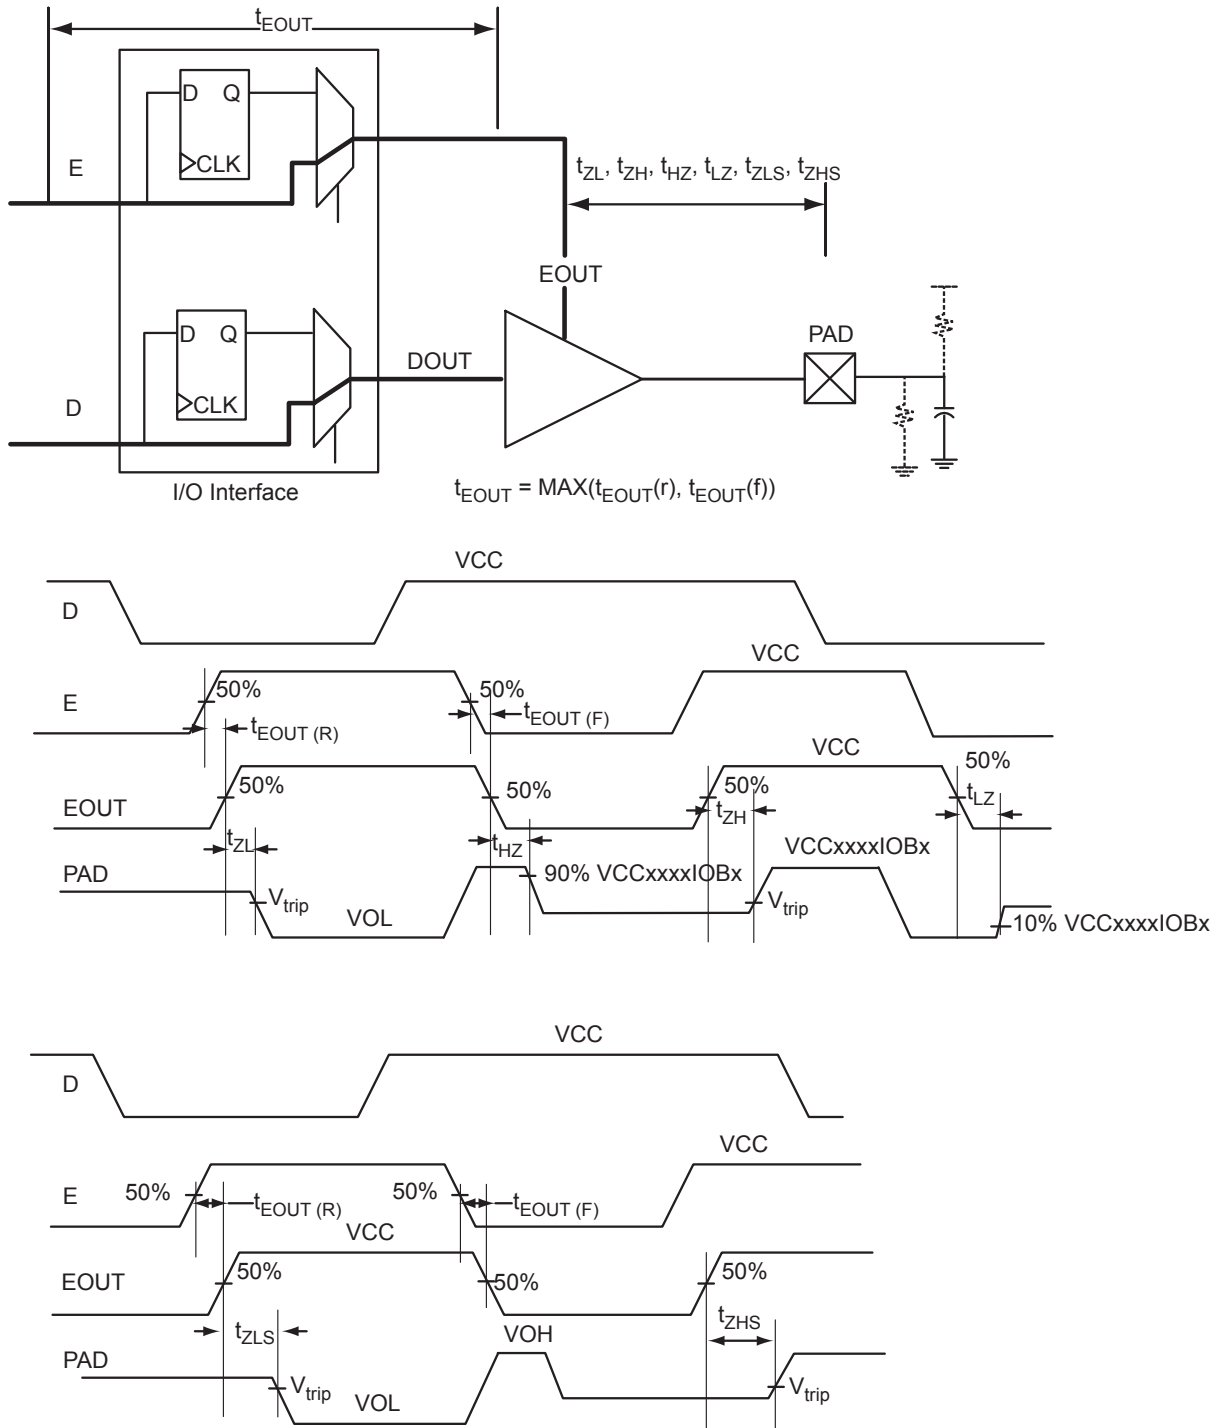 tEOUT
D Q
CLK
E
tZL, tZH, tHZ, tLZ, tZLS, tZHS
EOUT
D Q
CLK
DOUT
PAD
D
I/O Interface
tEOUT = MAX(tEOUT(r), tEOUT(f))
VCC
D
VCC
E
50%
50%
tEOUT (R)
tEOUT (F)
VCC
50%
EOUT
50%
50%
50%
tZL
tHZ
tZH
tLZ
PAD
90% VCCxxxxIOBx
VCCxxxxIOBx
Vtrip
VOL
Vtrip
10% VCCxxxxIOBx
VCC
D
VCC
E
50%
tEOUT (R)
50%
tEOUT (F)
VCC
EOUT
50%
50%
50%
tZLS
VOH
tZHS
PAD
Vtrip
VOL
Vtrip